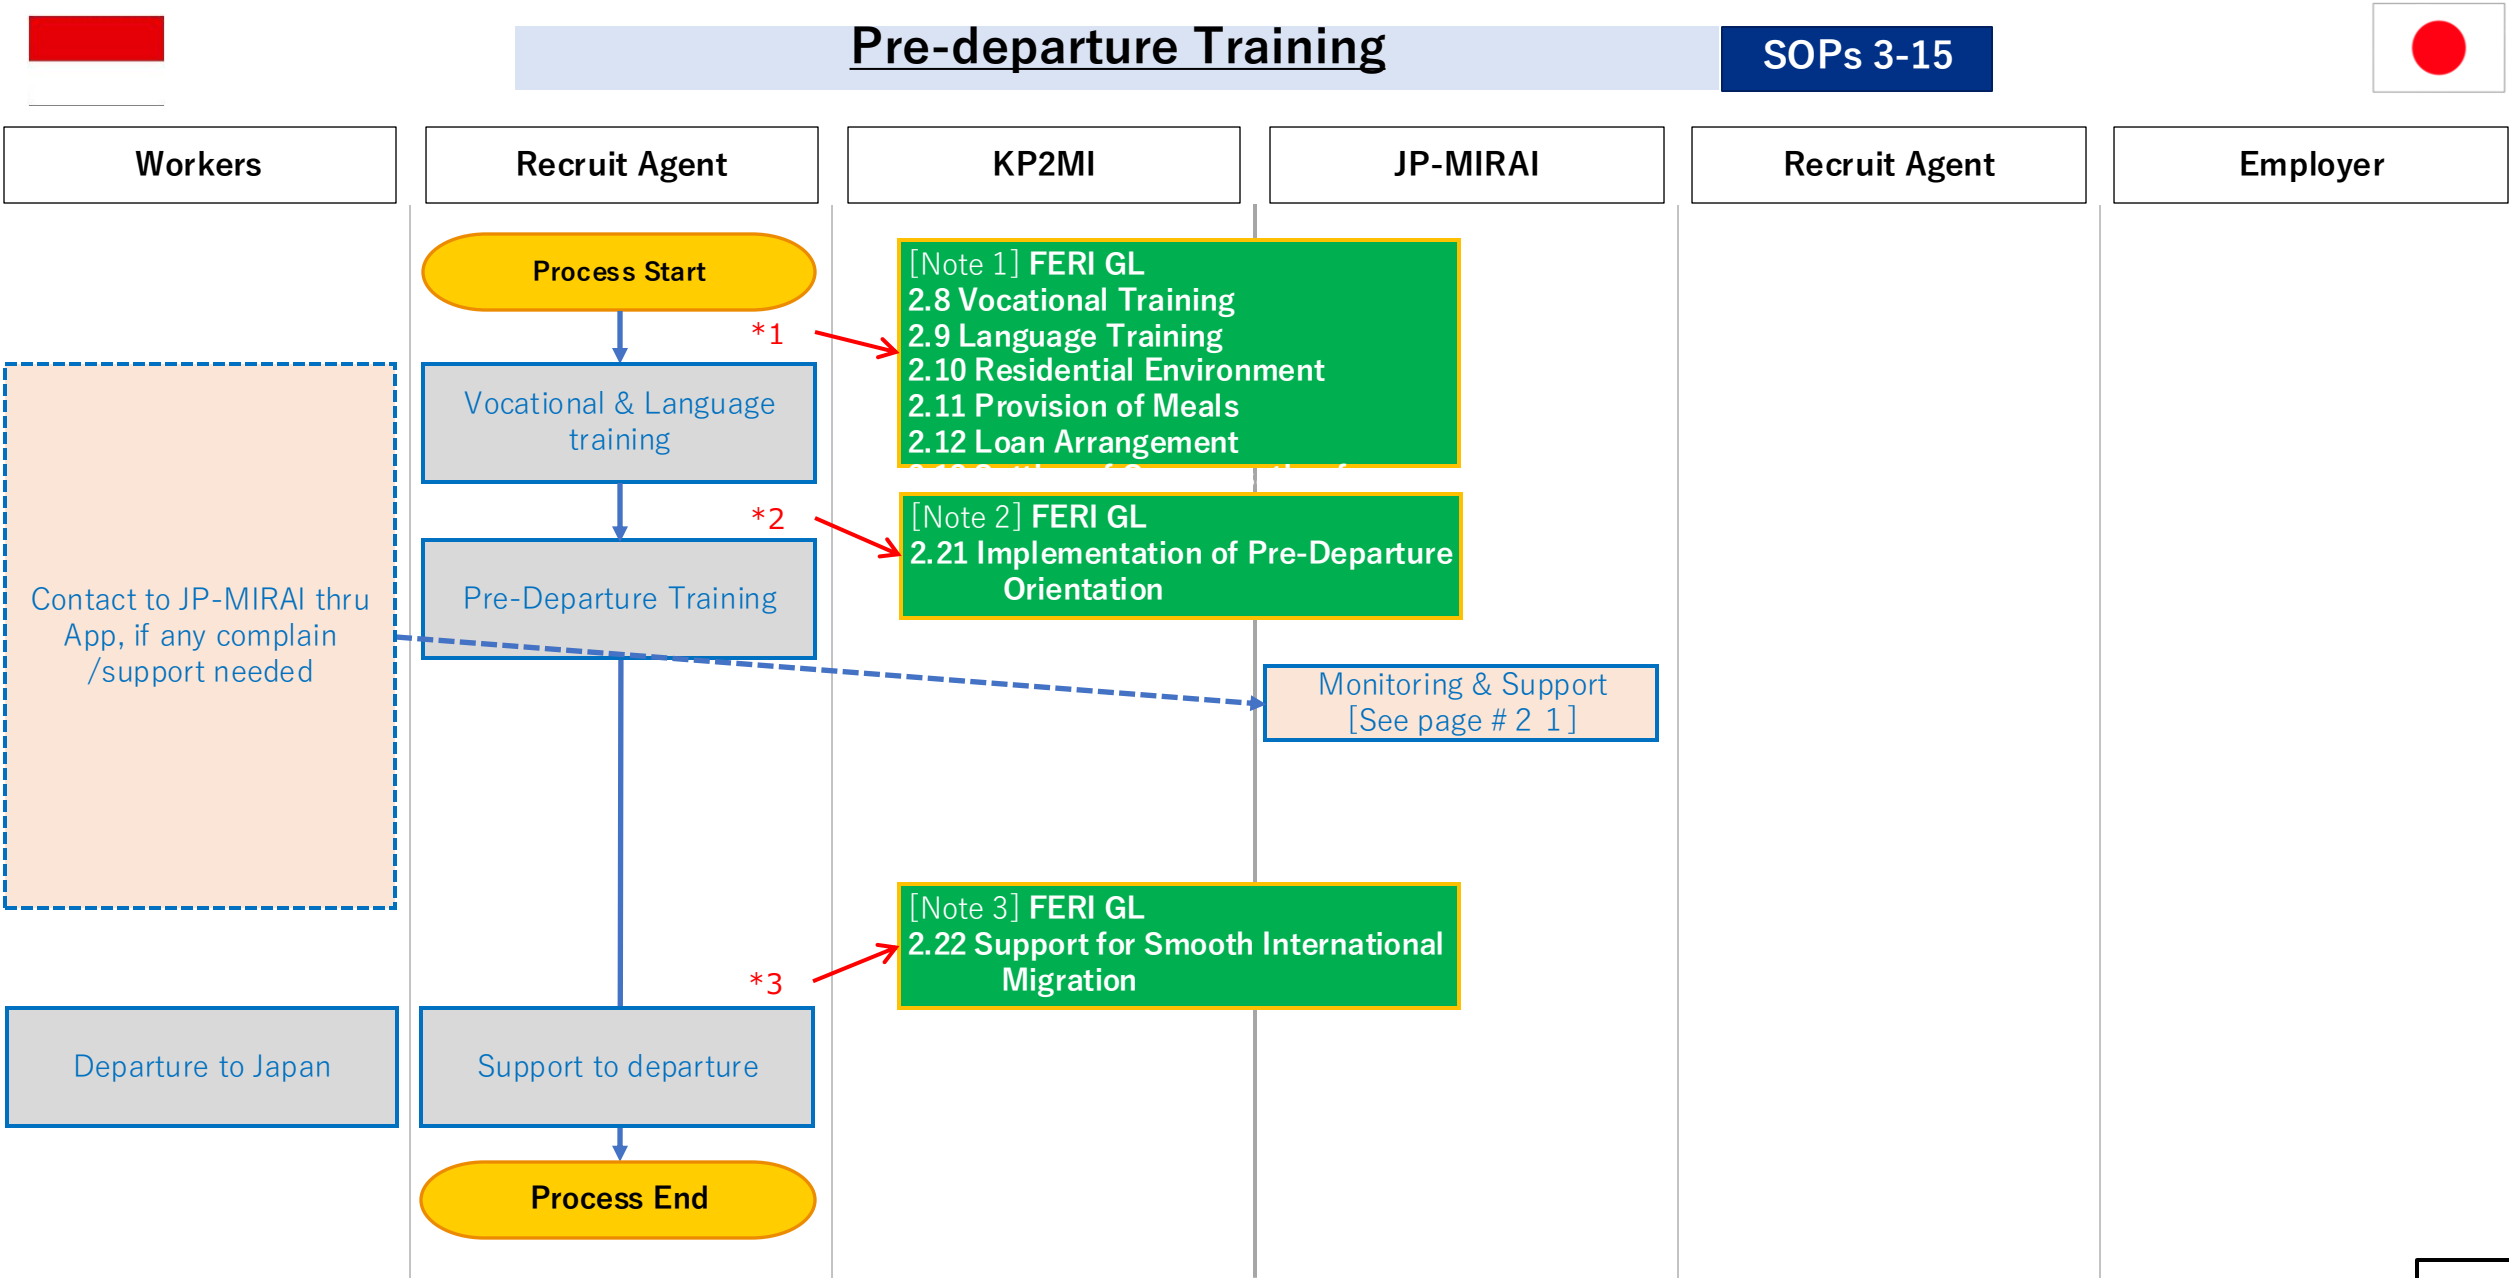 Pre-departure Training
SOPs 3-15
Workers
Recruit Agent
KP2MI
JP-MIRAI
Recruit Agent
Employer
Process Start
*1
[Note 1] FERI GL
2.8 Vocational Training
2.9 Language Training
2.10 Residential Environment
2.11 Provision of Meals
2.12 Loan Arrangement
Vocational & Language
training
*2
[Note 2] FERI GL
2.21 Implementation of Pre-Departure
Orientation
Pre-Departure Training
Contact to JP-MIRAI thru
App, if any complain
/support needed
Monitoring & Support
[See page # 2 1]
[Note 3] FERI GL
2.22 Support for Smooth International
Migration
*3
Departure to Japan
Support to departure
Process End